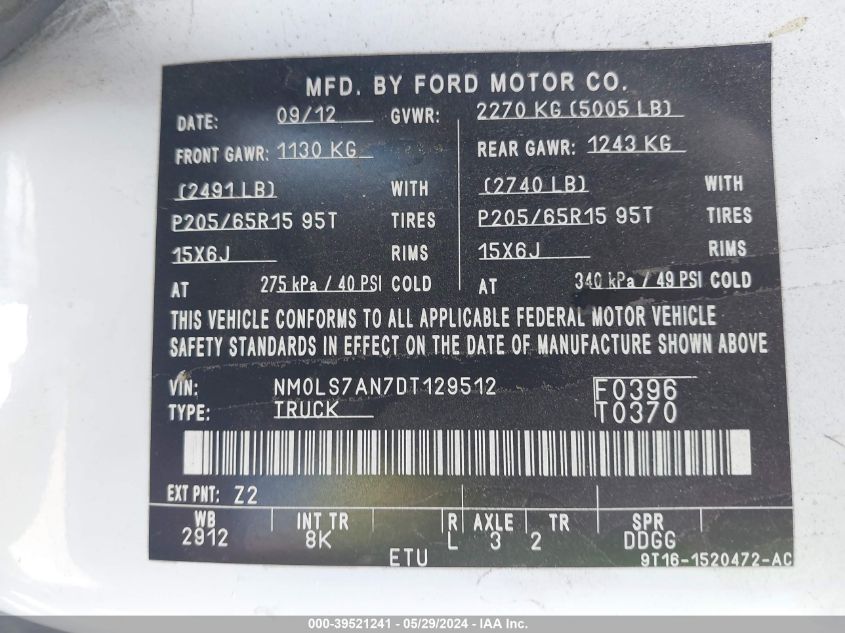 MFD. BY FORD MOTOR CO.
DATE: 09/12 GVWR: 2270 KG (5005 LB)
FRONT GAWR: 1130 KG REAR GAWR: 1243 KG
(2491 LB) WITH (2740 LB) WITH
P205/65R15 95T TIRES P205/65R15 95T TIRES
15X6J RIMS 15X6J RIMS
AT 275 kPa / 40 PSI COLD AT 340 kPa / 49 PSI COLD
THIS VEHICLE CONFORMS TO ALL APPLICABLE FEDERAL MOTOR VEHICLE
SAFETY STANDARDS IN EFFECT ON THE DATE OF MANUFACTURE SHOWN ABOVE
VIN: NM0LS7AN7DT129512 F0396
TYPE: TRUCK T0370
EXT PNT: Z2
WB INT TR R AXLE TR SPR
2912 8K L 3 2 DDGG
ETU 9T16-1520472-AC
000-39521241 - 05/29/2024 - IAAI.com